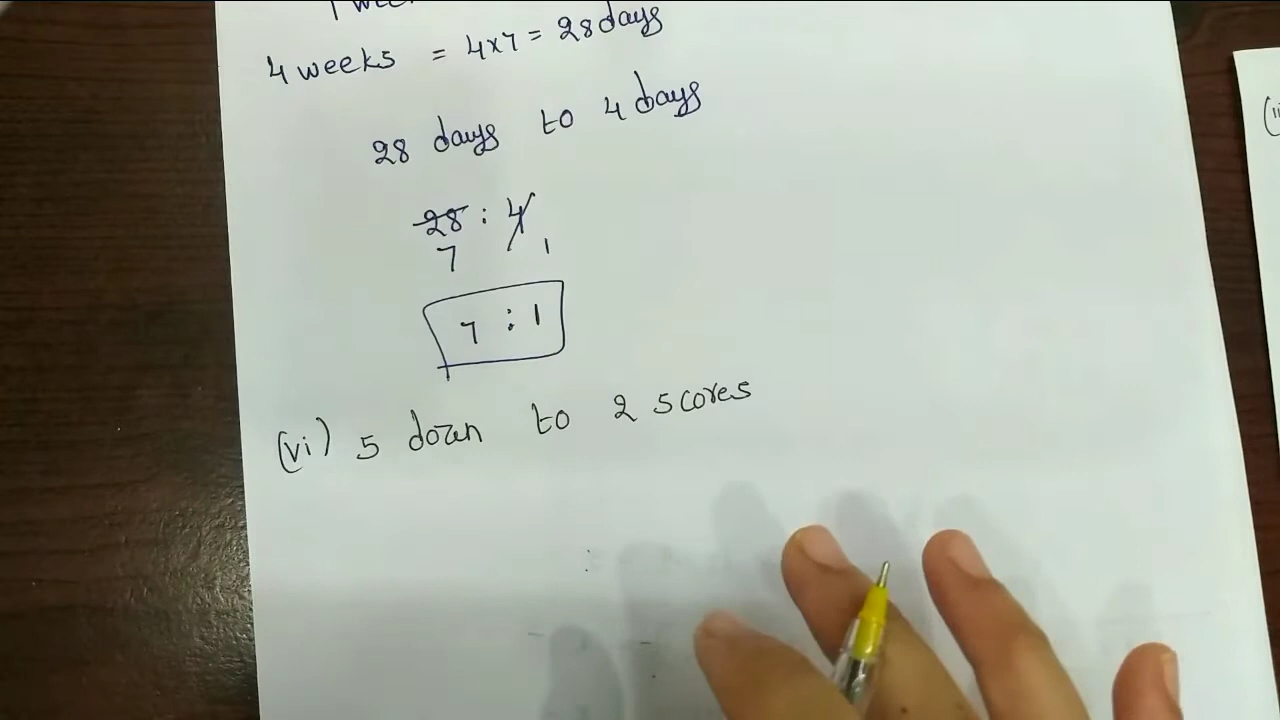 4 weeks = 4x7 = 28 days
28 days to 4 days
28 : 4
7 1
7 : 1
(vi) 5 dozn to 2 scores